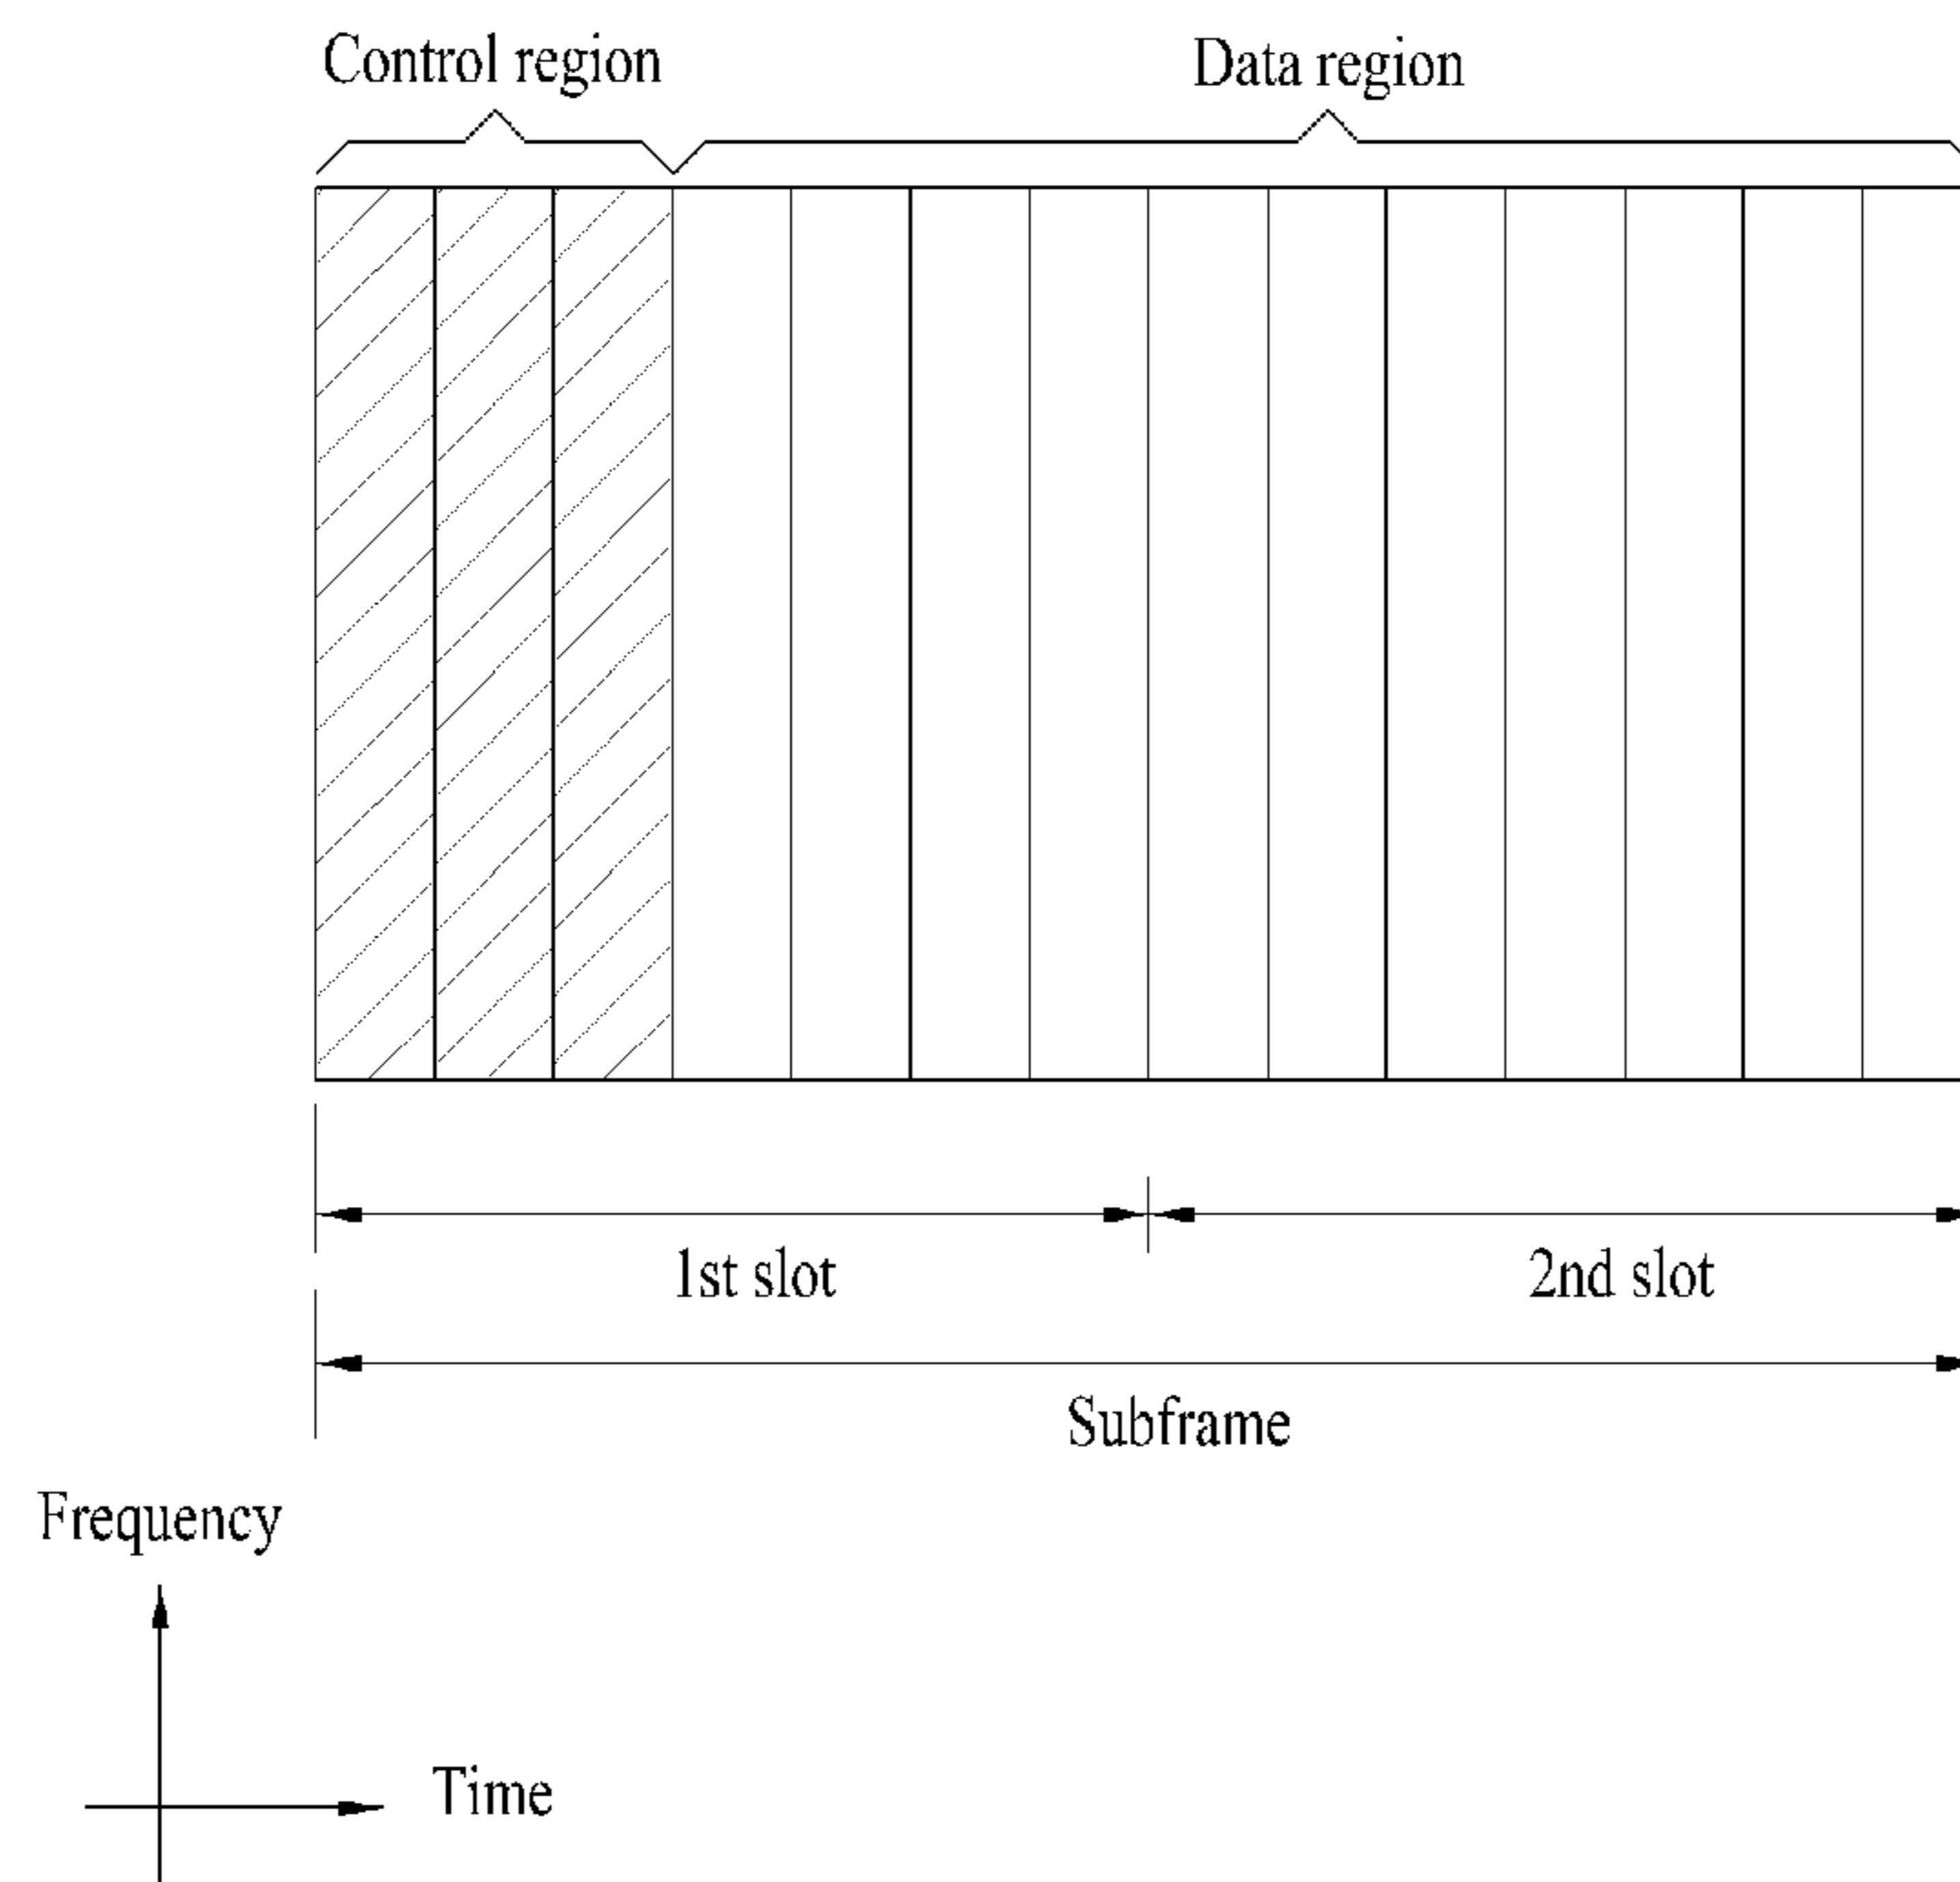 Control region
Data region
1st slot
2nd slot
Subframe
Frequency
Time